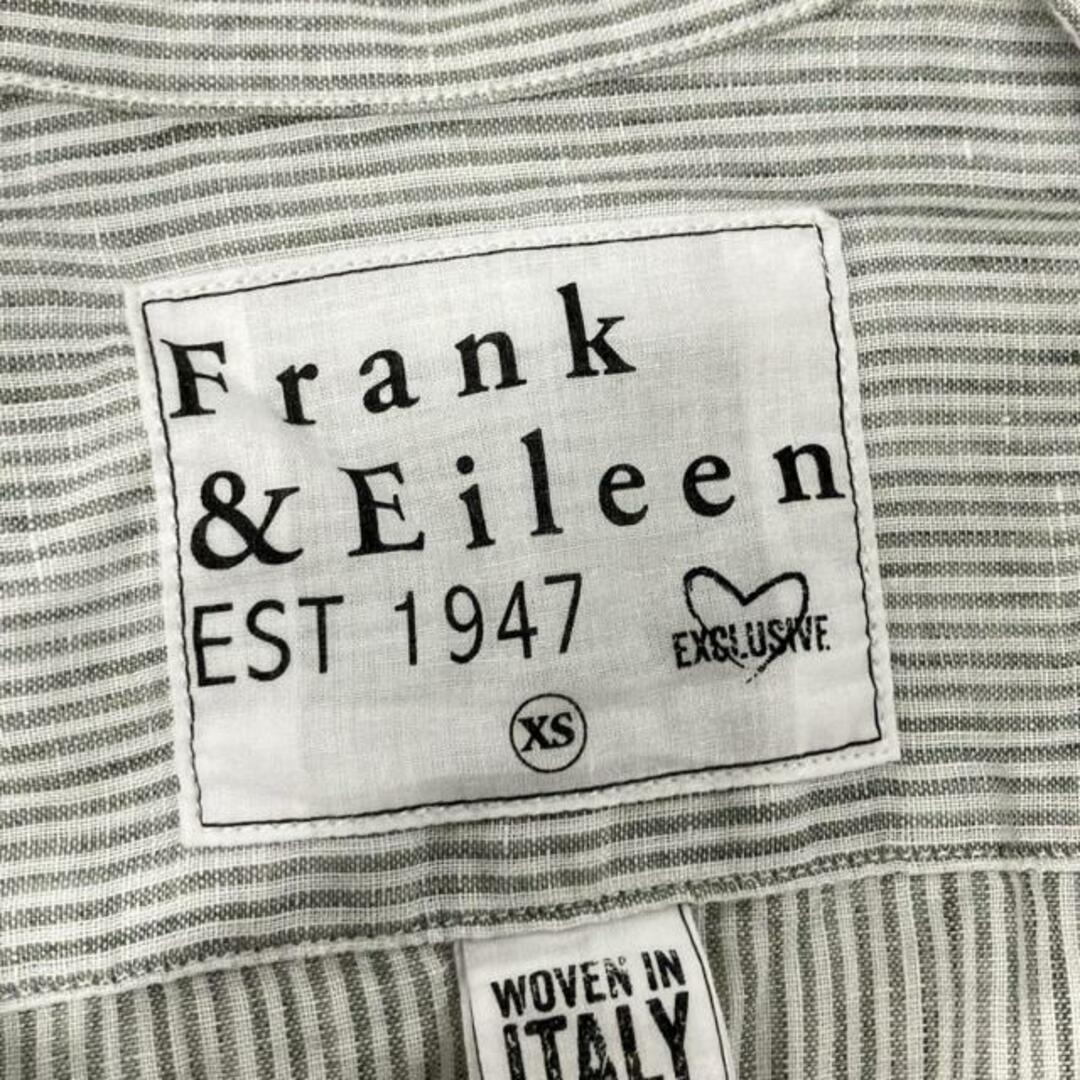 Frank
& Eileen
EST 1947
EXCLUSIVE
XS
WOVEN IN
ITALY